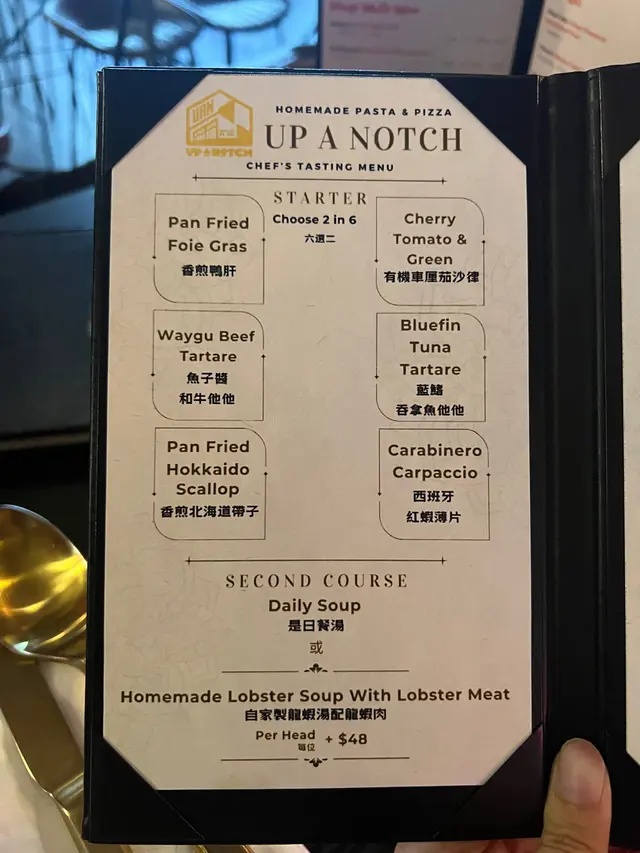 URN
UP A NOTCH
HOMEMADE PASTA & PIZZA
UP A NOTCH
CHEF'S TASTING MENU
STARTER
Choose 2 in 6
六選二
Pan Fried
Foie Gras
香煎鴨肝
Cherry
Tomato &
Green
有機車厘茄沙律
Waygu Beef
Tartare
魚子醬
和牛他他
Bluefin
Tuna
Tartare
藍鰭
吞拿魚他他
Pan Fried
Hokkaido
Scallop
香煎北海道帶子
Carabinero
Carpaccio
西班牙
紅蝦薄片
SECOND COURSE
Daily Soup
是日餐湯
或
Homemade Lobster Soup With Lobster Meat
自家製龍蝦湯配龍蝦肉
Per Head + $48
每位